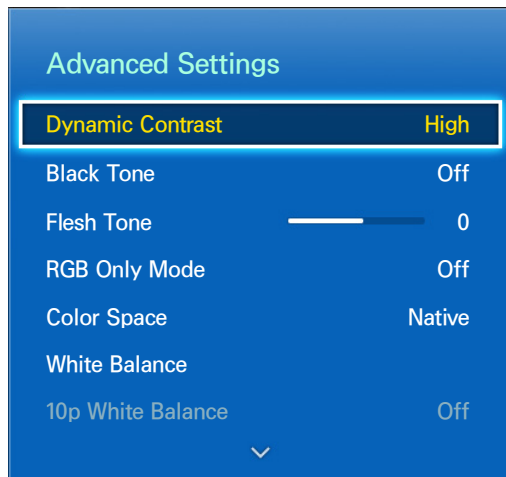 Advanced Settings
Dynamic Contrast High
Black Tone Off
Flesh Tone 0
RGB Only Mode Off
Color Space Native
White Balance
10p White Balance Off